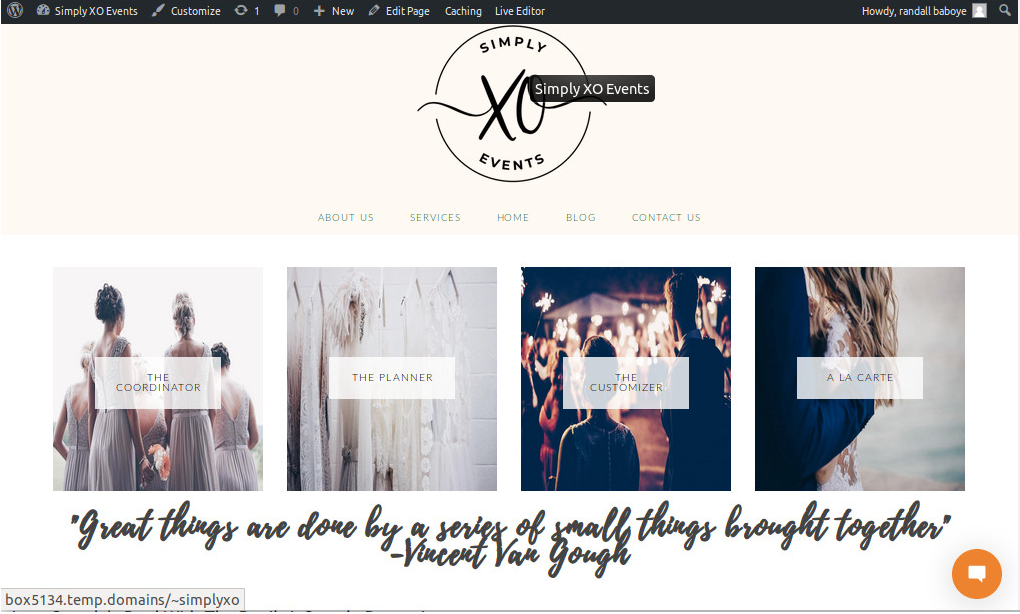 Simply XO Events Customize 1 0 New Edit Page Caching Live Editor Howdy, randall baboye
SIMPLY
XO
EVENTS
Simply XO Events
ABOUT US SERVICES HOME BLOG CONTACT US
THE
COORDINATOR
THE PLANNER
THE
CUSTOMIZER
A LA CARTE
"Great things are done by a series of small things brought together"
-Vincent Van Gough
box5134.temp.domains/~simplyxo